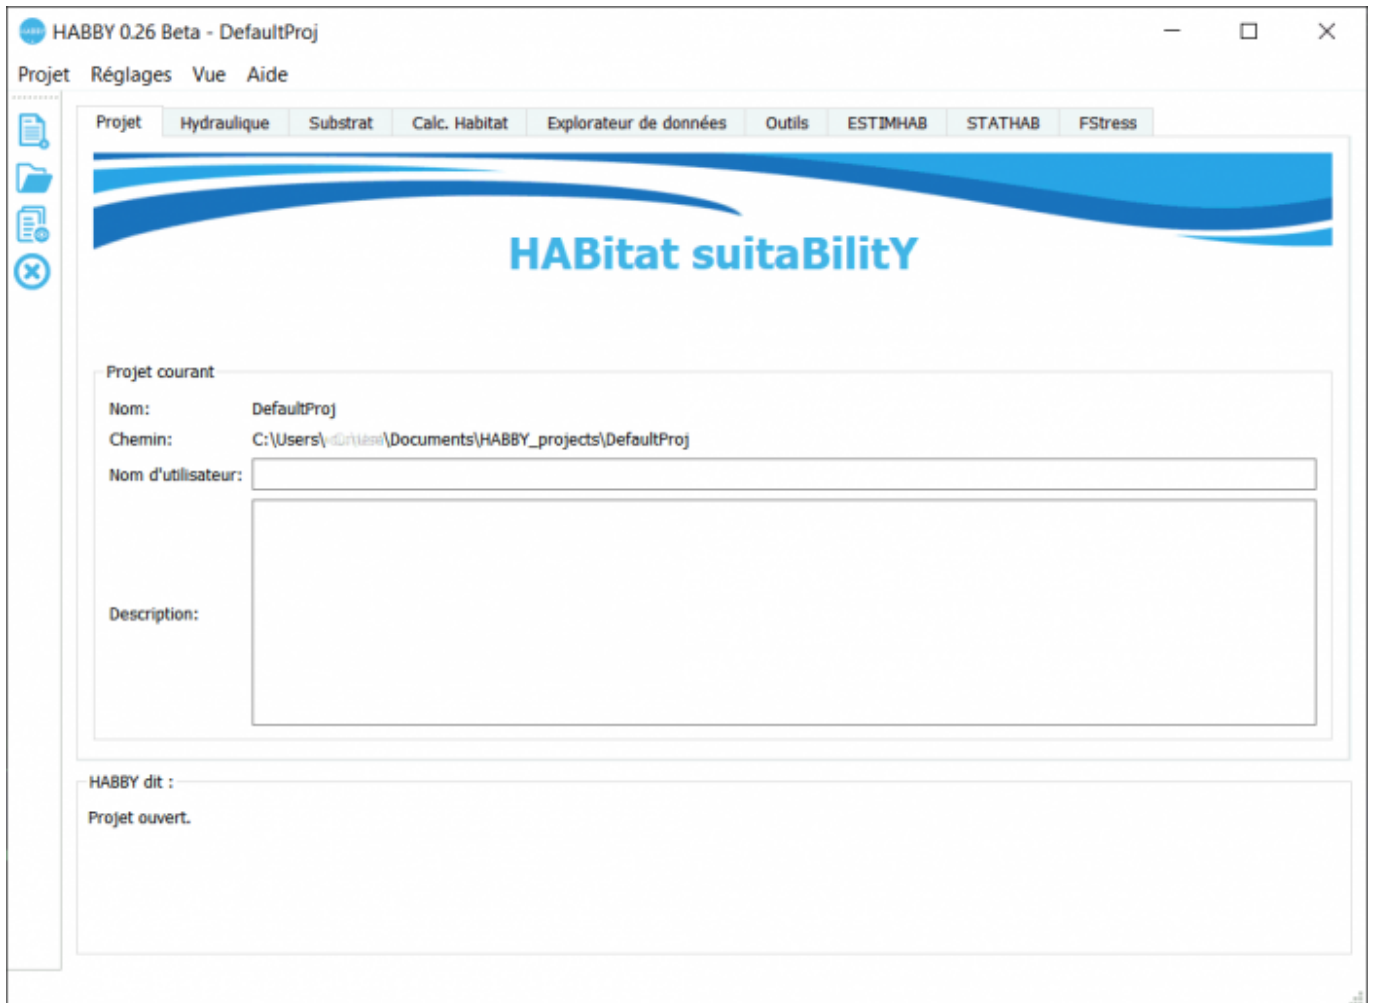 HABBY 0.26 Beta - DefaultProj
Projet Réglages Vue Aide
Projet Hydraulique Substrat Calc. Habitat Explorateur de données Outils ESTIMHAB STATHAB FStress
HABitat suitaBilitY
Projet courant
Nom: DefaultProj
Chemin: C:\Users\ \Documents\HABBY_projects\DefaultProj
Nom d'utilisateur:
Description:
HABBY dit :
Projet ouvert.